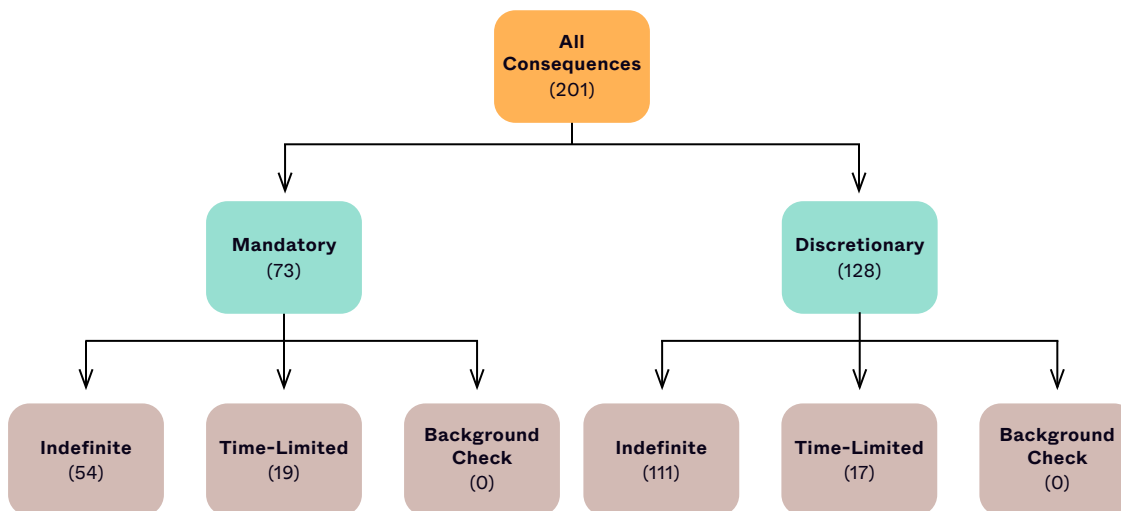 All
Consequences
(201)
Mandatory
(73)
Discretionary
(128)
Indefinite
(54)
Time-Limited
(19)
Background
Check
(0)
Indefinite
(111)
Time-Limited
(17)
Background
Check
(0)